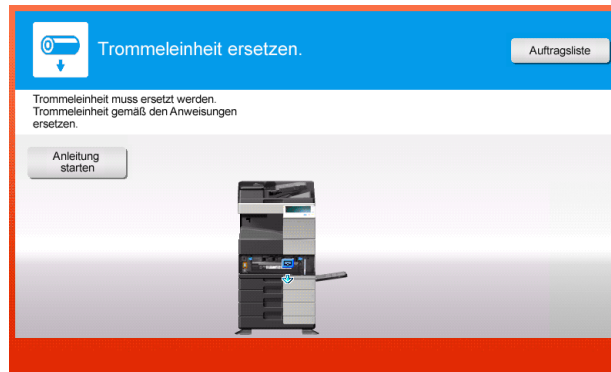 Trommeleinheit ersetzen.
Auftragsliste
Trommeleinheit muss ersetzt werden.
Trommeleinheit gemäß den Anweisungen
ersetzen.
Anleitung
starten